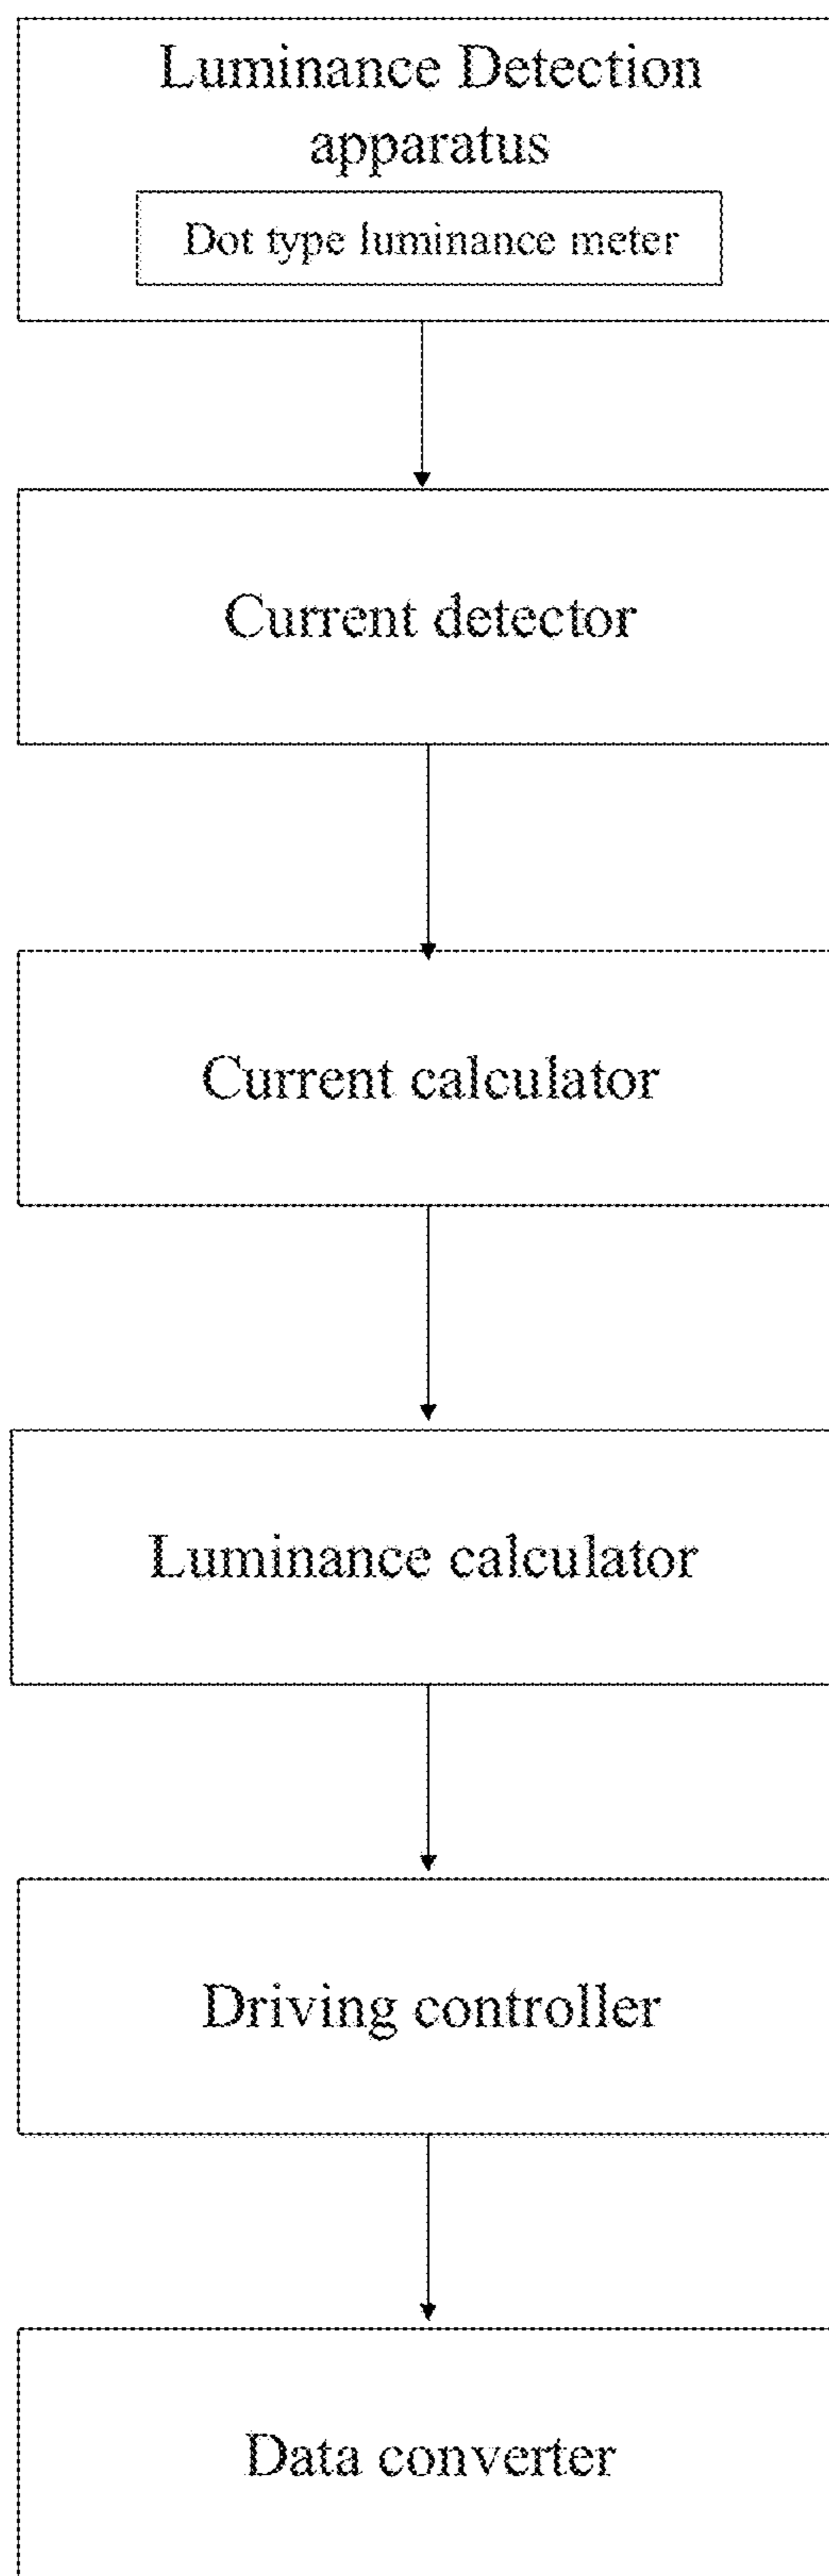 Luminance Detection
apparatus
Dot type luminance meter
Current detector
Current calculator
Luminance calculator
Driving controller
Data converter